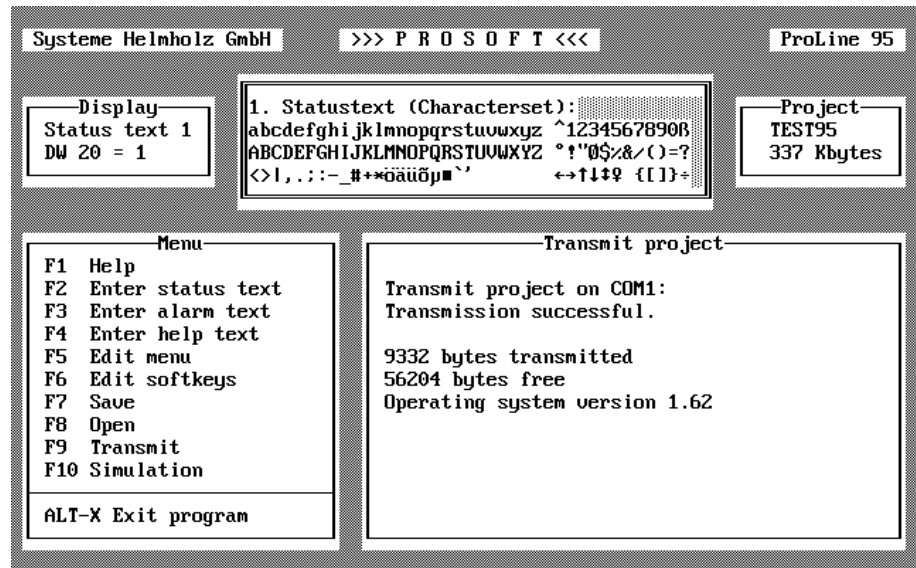 Systeme Helmholz GmbH
>>> P R O S O F T <<<
ProLine 95
Display
Status text 1
DW 20 = 1
1. Statustext (Characterset):
abcdefghijklmnopqrstuvwxyz ^1234567890ß
ABCDEFGHIJKLMNOPQRSTUVWXYZ °!"Ø$%&/()=?
<>|,.;:-_#+*öäüõµ■`' ←→↑↓↕♀ {[]}÷
Project
TEST95
337 Kbytes
Menu
F1 Help
F2 Enter status text
F3 Enter alarm text
F4 Enter help text
F5 Edit menu
F6 Edit softkeys
F7 Save
F8 Open
F9 Transmit
F10 Simulation
ALT-X Exit program
Transmit project
Transmit project on COM1:
Transmission successful.
9332 bytes transmitted
56204 bytes free
Operating system version 1.62